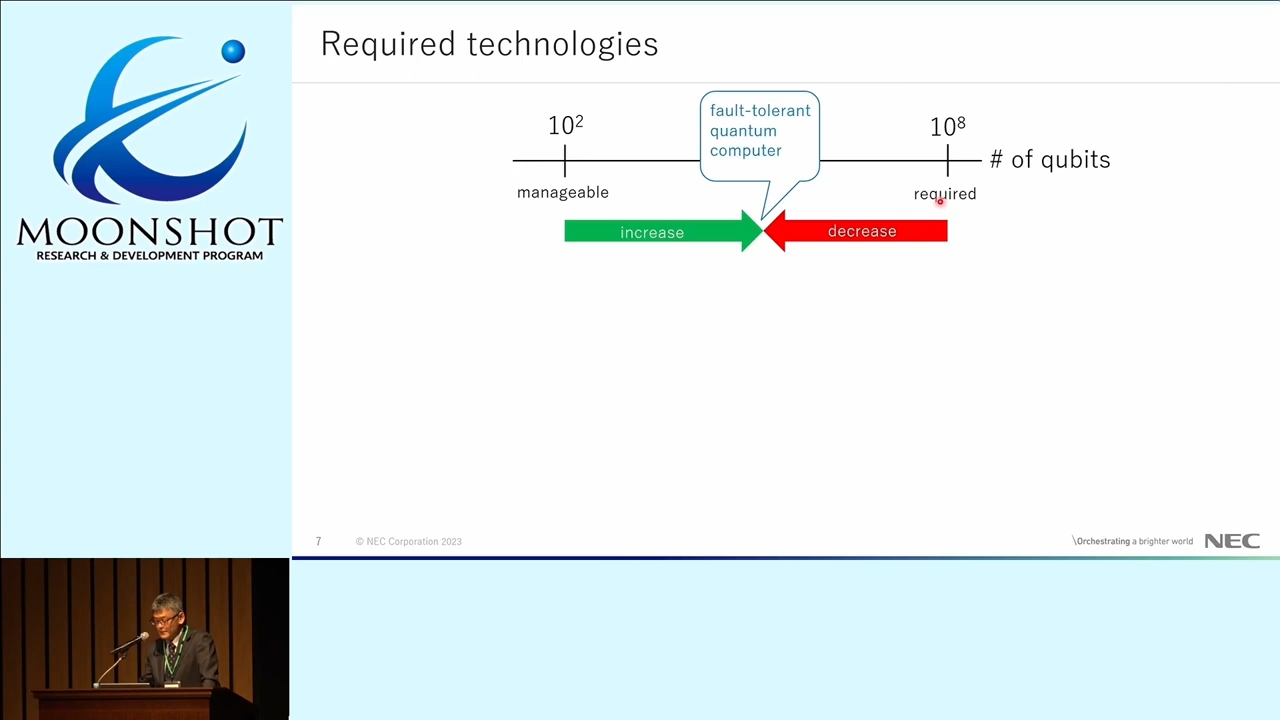 Required technologies
fault-tolerant
quantum
computer
10²
10⁸
# of qubits
manageable
required
increase
decrease
MOONSHOT
RESEARCH & DEVELOPMENT PROGRAM
7
© NEC Corporation 2023
\Orchestrating a brighter world
NEC